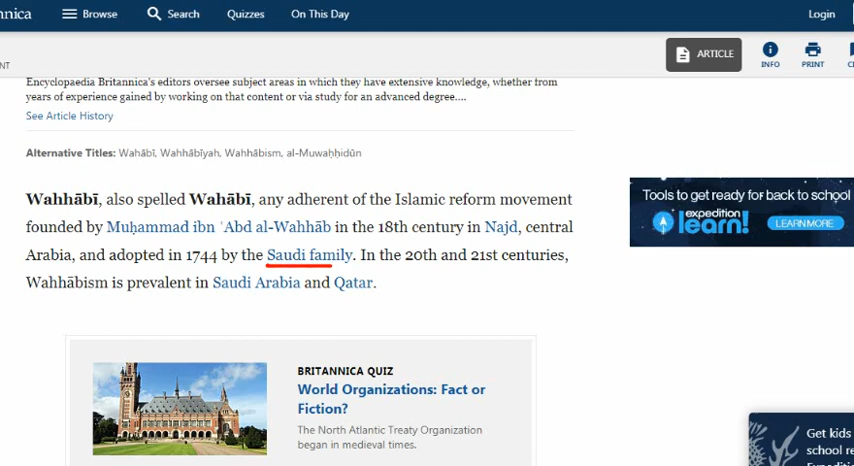 nnica Browse Search Quizzes On This Day Login
NT ARTICLE INFO PRINT
Encyclopaedia Britannica's editors oversee subject areas in which they have extensive knowledge, whether from
years of experience gained by working on that content or via study for an advanced degree....
See Article History
Alternative Titles: Wahābī, Wahhābīyah, Wahhābism, al-Muwaḥḥidūn
Wahhābī, also spelled Wahābī, any adherent of the Islamic reform movement
founded by Muḥammad ibn ʿAbd al-Wahhāb in the 18th century in Najd, central
Arabia, and adopted in 1744 by the Saudi family. In the 20th and 21st centuries,
Wahhābism is prevalent in Saudi Arabia and Qatar.
Tools to get ready for back to school
expedition
learn!
LEARN MORE
BRITANNICA QUIZ
World Organizations: Fact or
Fiction?
The North Atlantic Treaty Organization
began in medieval times.
Get kids
school re